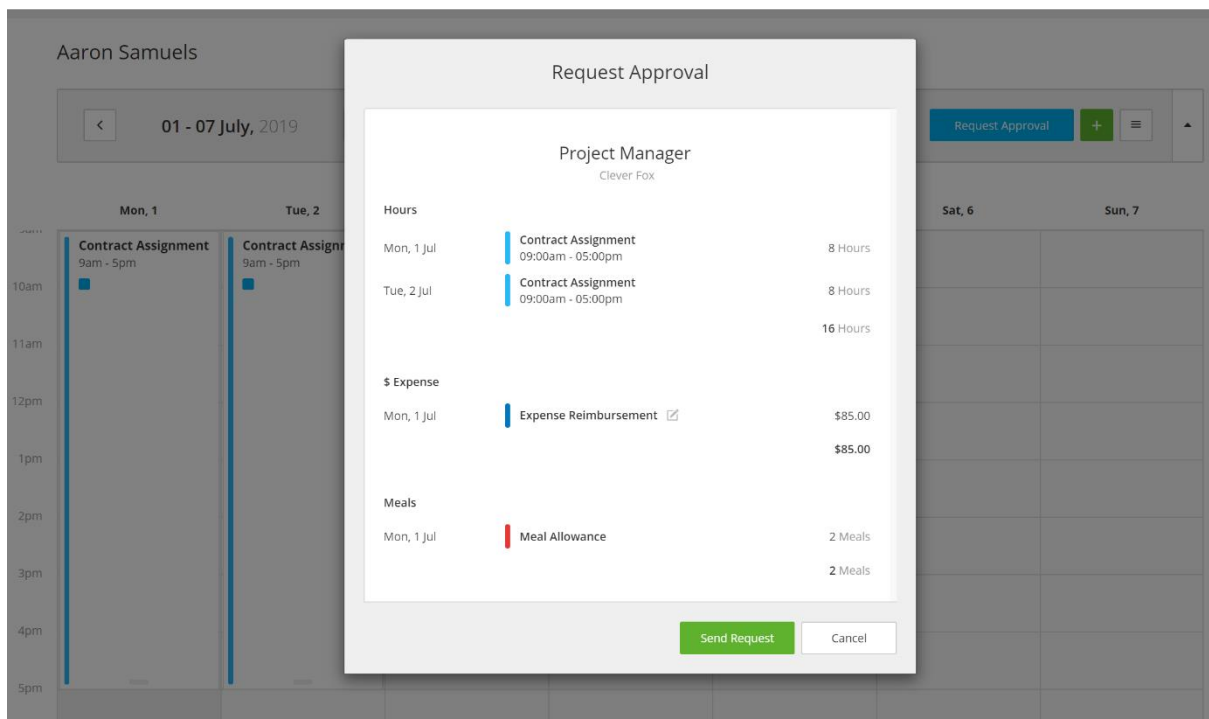 Aaron Samuels
01 - 07 July, 2019
Request Approval
+
Mon, 1
Tue, 2
Sat, 6
Sun, 7
10am
11am
12pm
1pm
2pm
3pm
4pm
5pm
Contract Assignment
9am - 5pm
Contract
9am - 5pm
Request Approval
Project Manager
Clever Fox
Hours
Mon, 1 Jul
Contract Assignment
09:00am - 05:00pm
8 Hours
Tue, 2 Jul
Contract Assignment
09:00am - 05:00pm
8 Hours
16 Hours
$ Expense
Mon, 1 Jul
Expense Reimbursement
$85.00
$85.00
Meals
Mon, 1 Jul
Meal Allowance
2 Meals
2 Meals
Send Request
Cancel